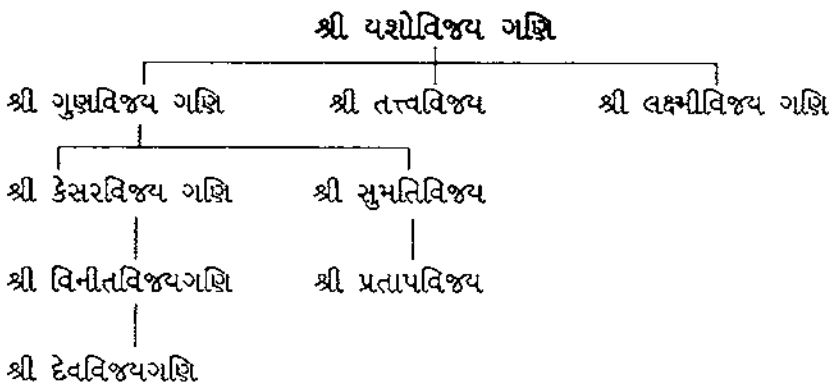 શ્રી યશોવિજય ગણિ
શ્રી ગુણવિજય ગણિ શ્રી તત્ત્વવિજય શ્રી લક્ષ્મીવિજય ગણિ
શ્રી કેસરવિજય ગણિ શ્રી સુમતિવિજય
શ્રી વિનીતવિજયગણિ શ્રી પ્રતાપવિજય
શ્રી દેવવિજયગણિ